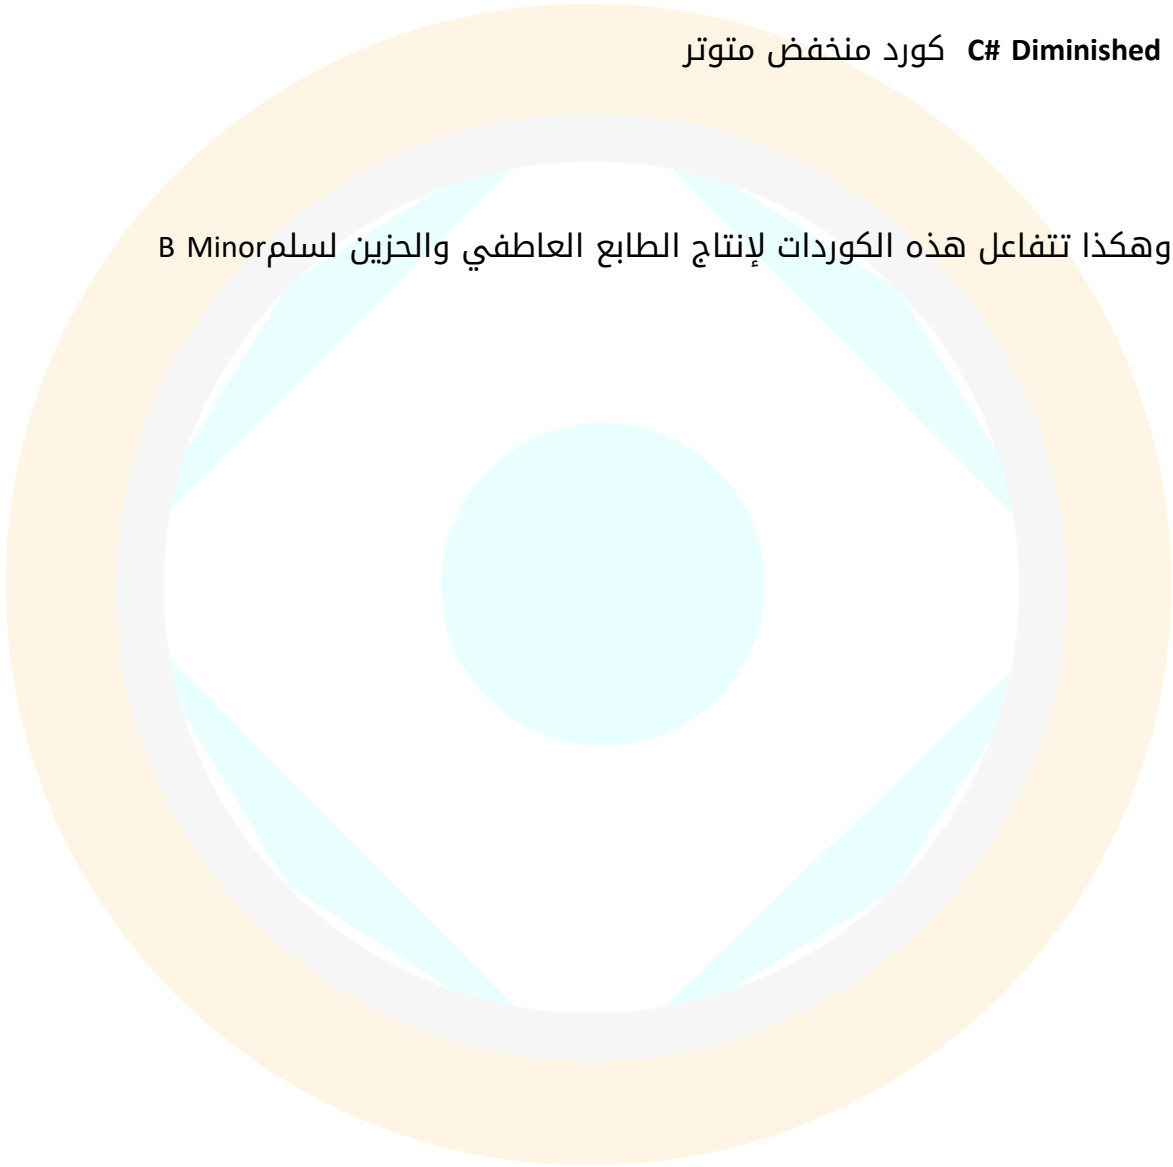 C# Diminished كورد منخفض متوتر
وهكذا تتفاعل هذه الكوردات لإنتاج الطابع العاطفي والحزين لسلمB Minor